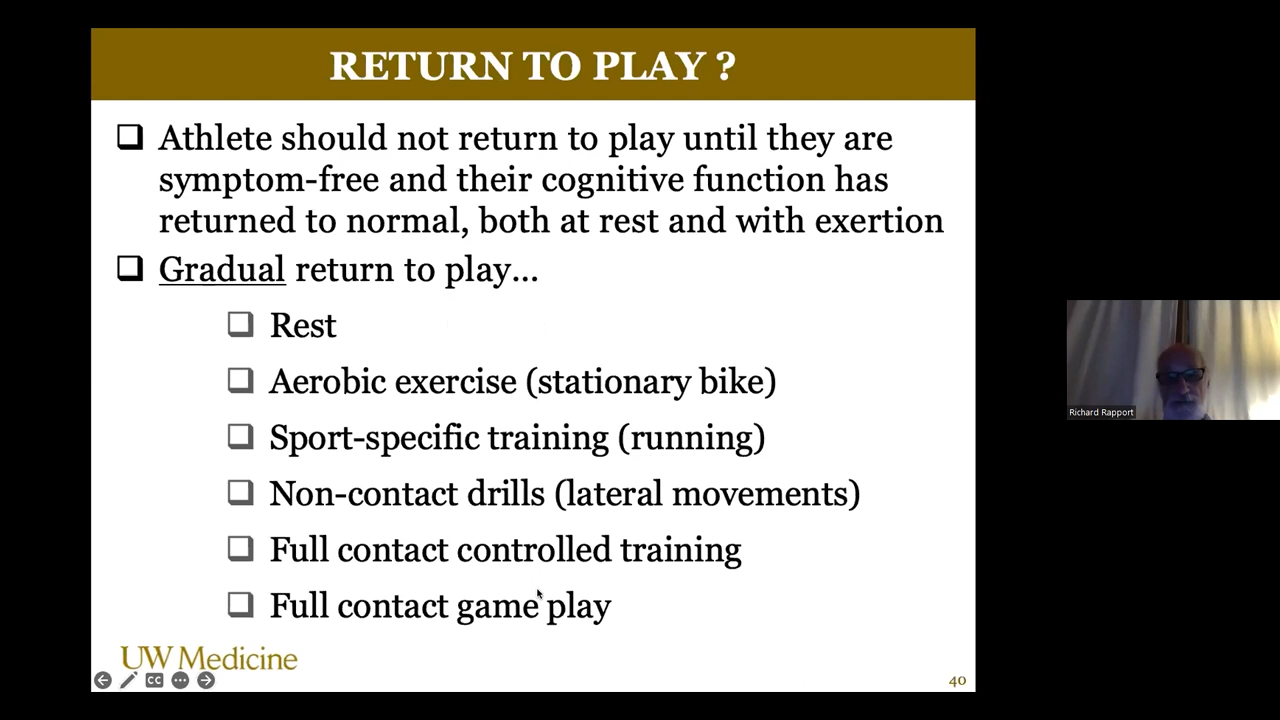 RETURN TO PLAY ?
Athlete should not return to play until they are
symptom-free and their cognitive function has
returned to normal, both at rest and with exertion
Gradual return to play...
Rest
Aerobic exercise (stationary bike)
Sport-specific training (running)
Non-contact drills (lateral movements)
Full contact controlled training
Full contact game play
UW Medicine
CC
40
Richard Rapport